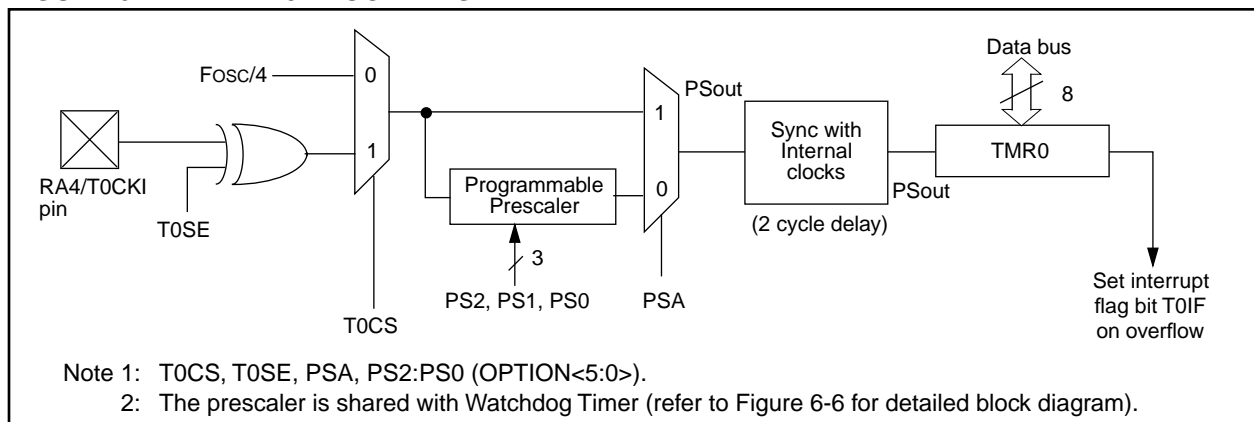 Data bus
FOSC/4
0
PSout
8
1
Sync with
Internal
clocks
TMR0
1
RA4/T0CKI
pin
Programmable
Prescaler
0
PSout
T0SE
(2 cycle delay)
3
PS2, PS1, PS0
PSA
Set interrupt
flag bit T0IF
on overflow
T0CS
Note 1: T0CS, T0SE, PSA, PS2:PS0 (OPTION<5:0>).
2: The prescaler is shared with Watchdog Timer (refer to Figure 6-6 for detailed block diagram).